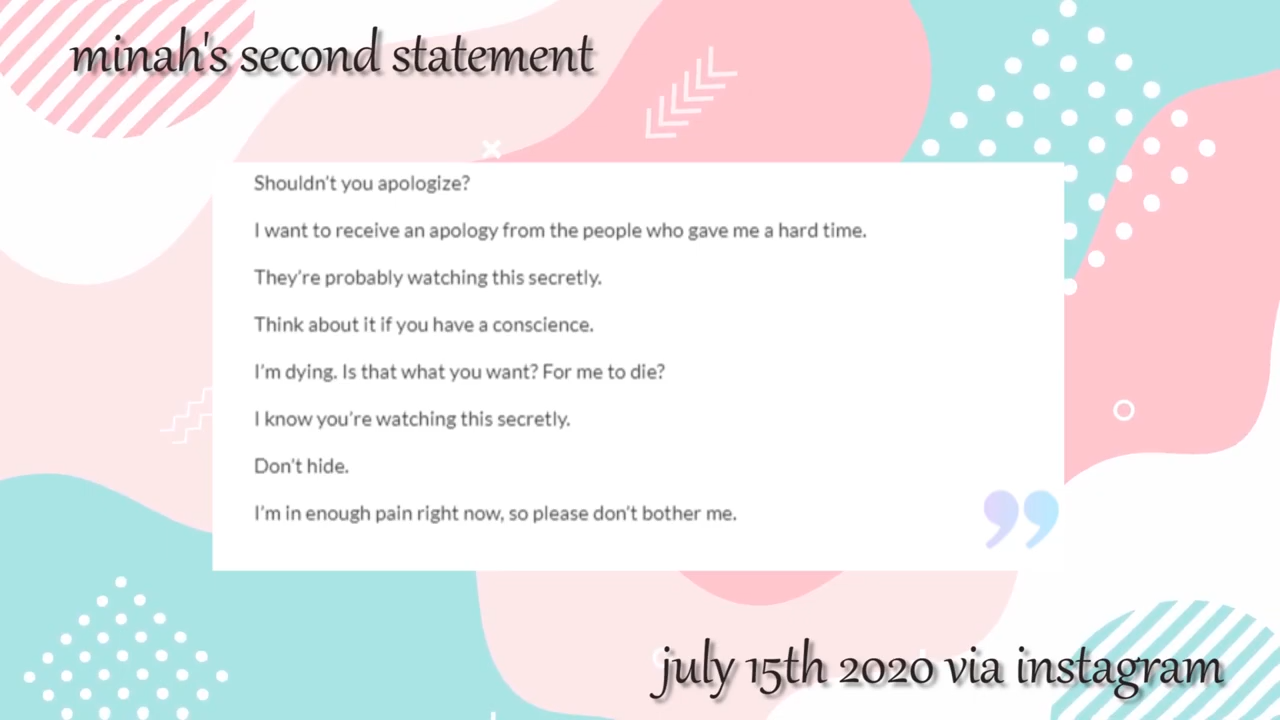 minah's second statement
Shouldn't you apologize?
I want to receive an apology from the people who gave me a hard time.
They're probably watching this secretly.
Think about it if you have a conscience.
I'm dying. Is that what you want? For me to die?
I know you're watching this secretly.
Don't hide.
I'm in enough pain right now, so please don't bother me.
july 15th 2020 via instagram